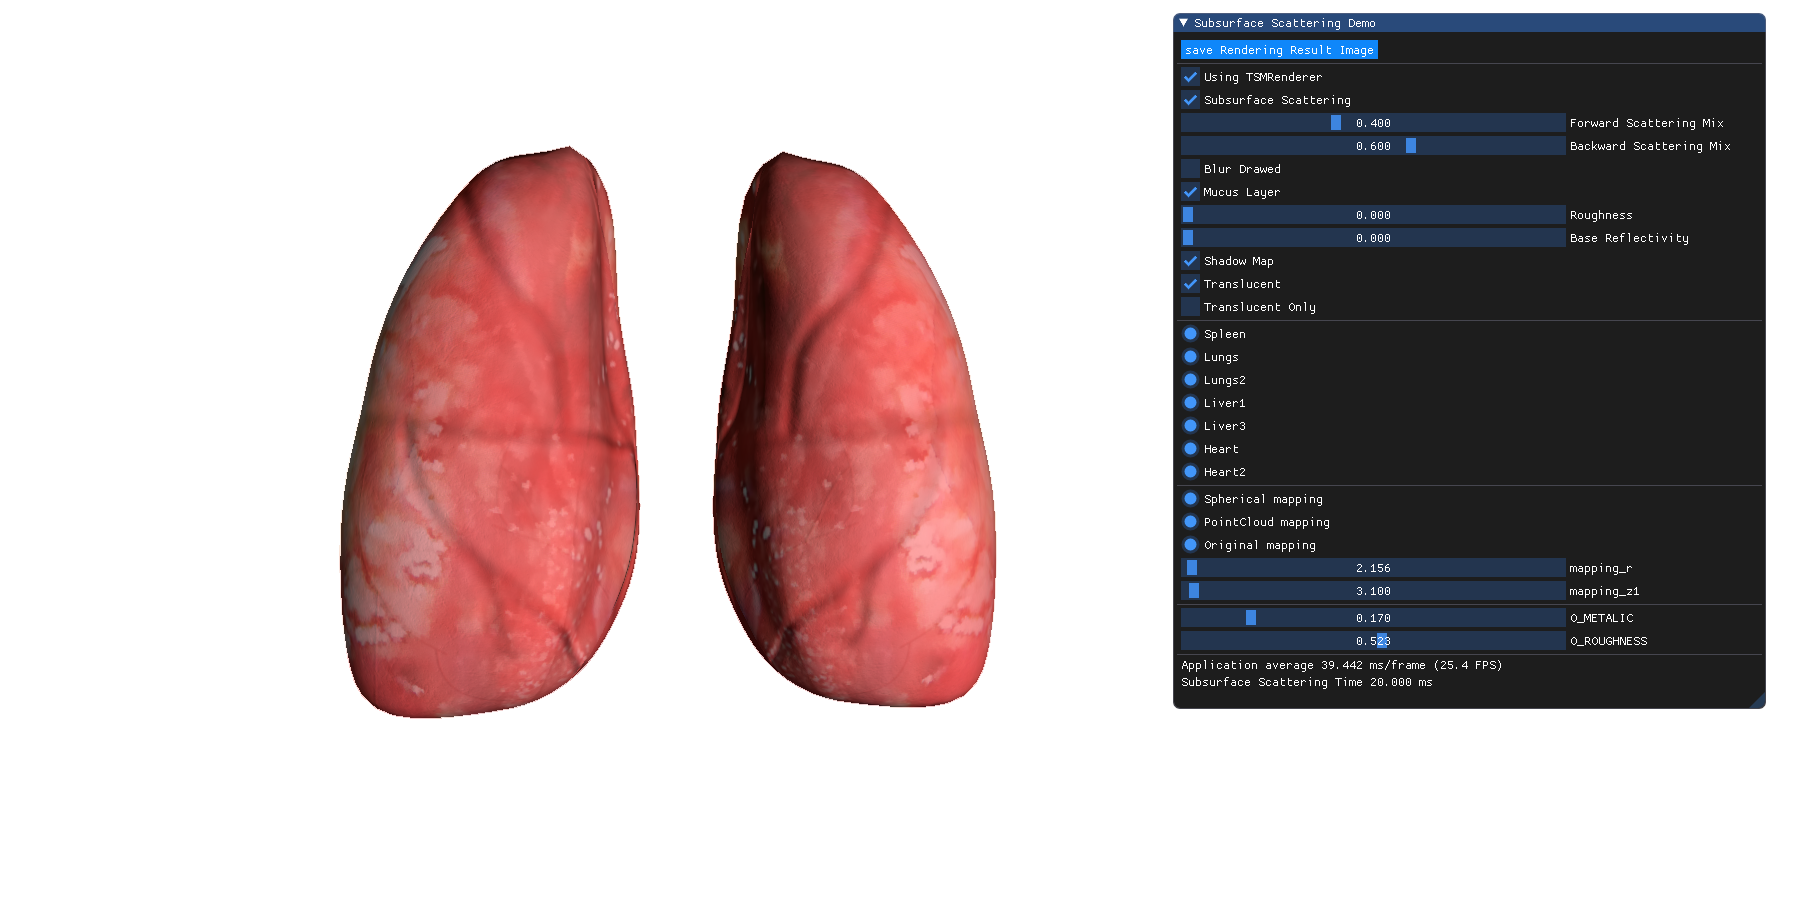 Subsurface Scattering Demo
save Rendering Result Image
Using TSMRenderer
Subsurface Scattering
0.400 Forward Scattering Mix
0.600 Backward Scattering Mix
Blur Drawed
Mucus Layer
0.000 Roughness
0.000 Base Reflectivity
Shadow Map
Translucent
Translucent Only
Spleen
Lungs
Lungs2
Liver1
Liver3
Heart
Heart2
Spherical mapping
PointCloud mapping
Original mapping
2.156 mapping_r
3.100 mapping_z1
0.170 O_METALIC
0.523 O_ROUGHNESS
Application average 39.442 ms/frame (25.4 FPS)
Subsurface Scattering Time 20.000 ms